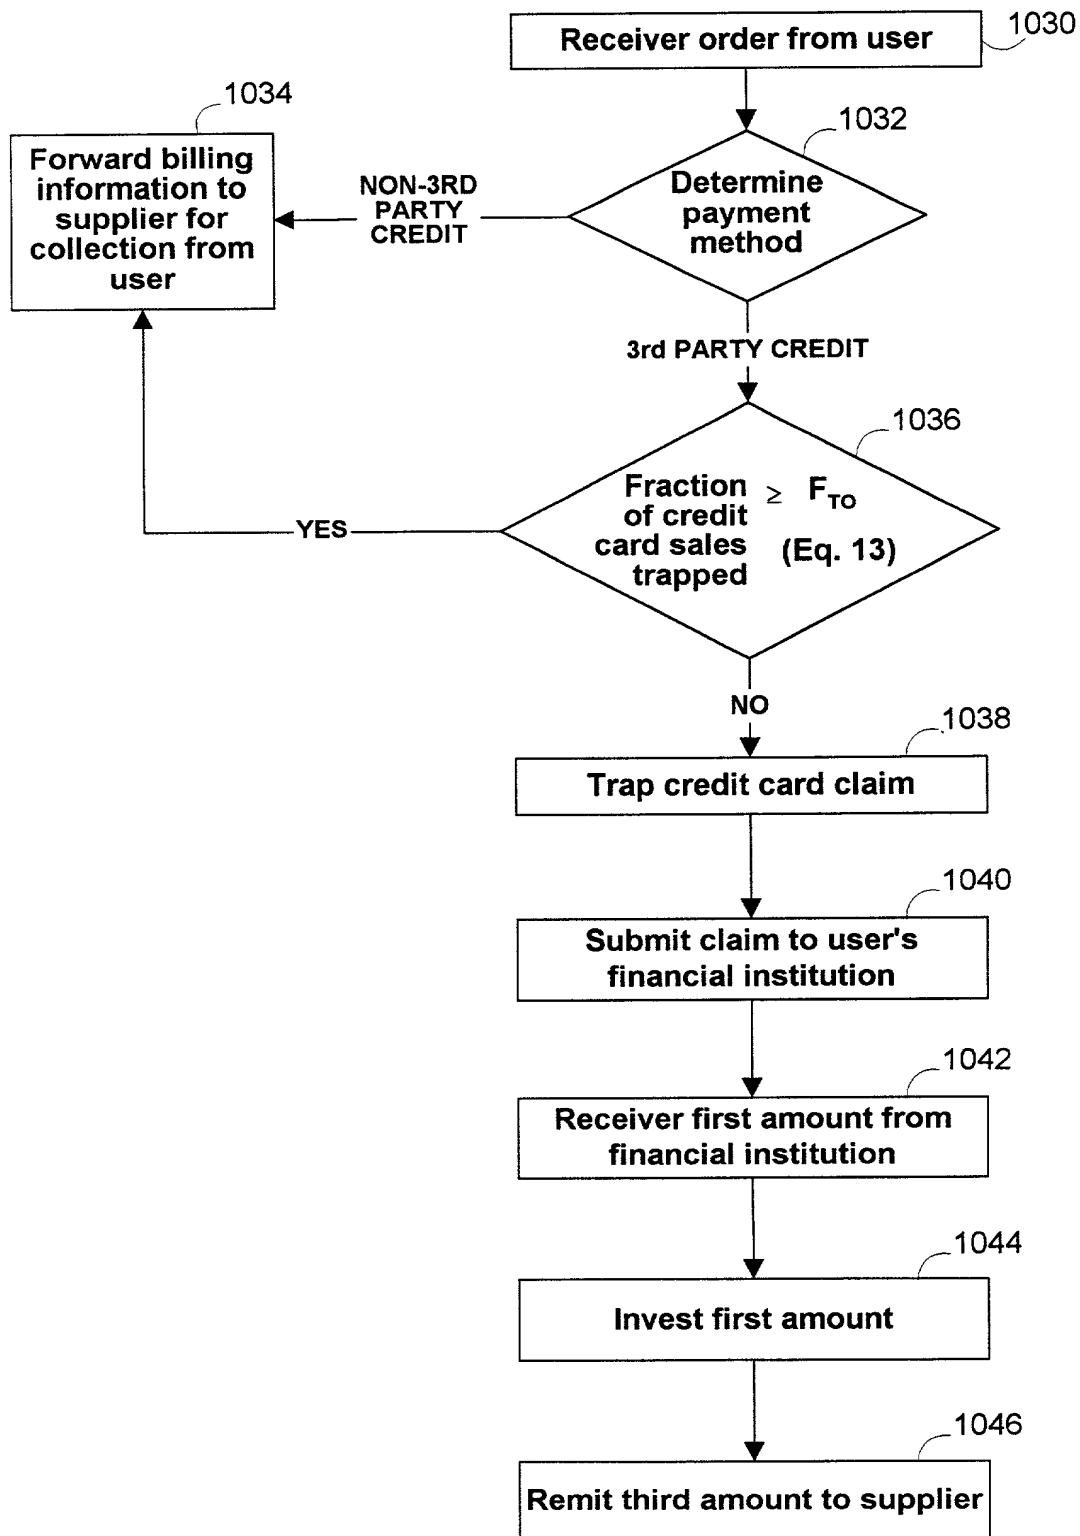 Receiver order from user
1030
1034
1032
Forward billing
information to
supplier for
collection from
user
NON-3RD
PARTY
CREDIT
Determine
payment
method
3rd PARTY CREDIT
1036
Fraction
of credit
card sales
trapped
≥ F_TO
(Eq. 13)
YES
NO
1038
Trap credit card claim
1040
Submit claim to user's
financial institution
1042
Receiver first amount from
financial institution
1044
Invest first amount
1046
Remit third amount to supplier